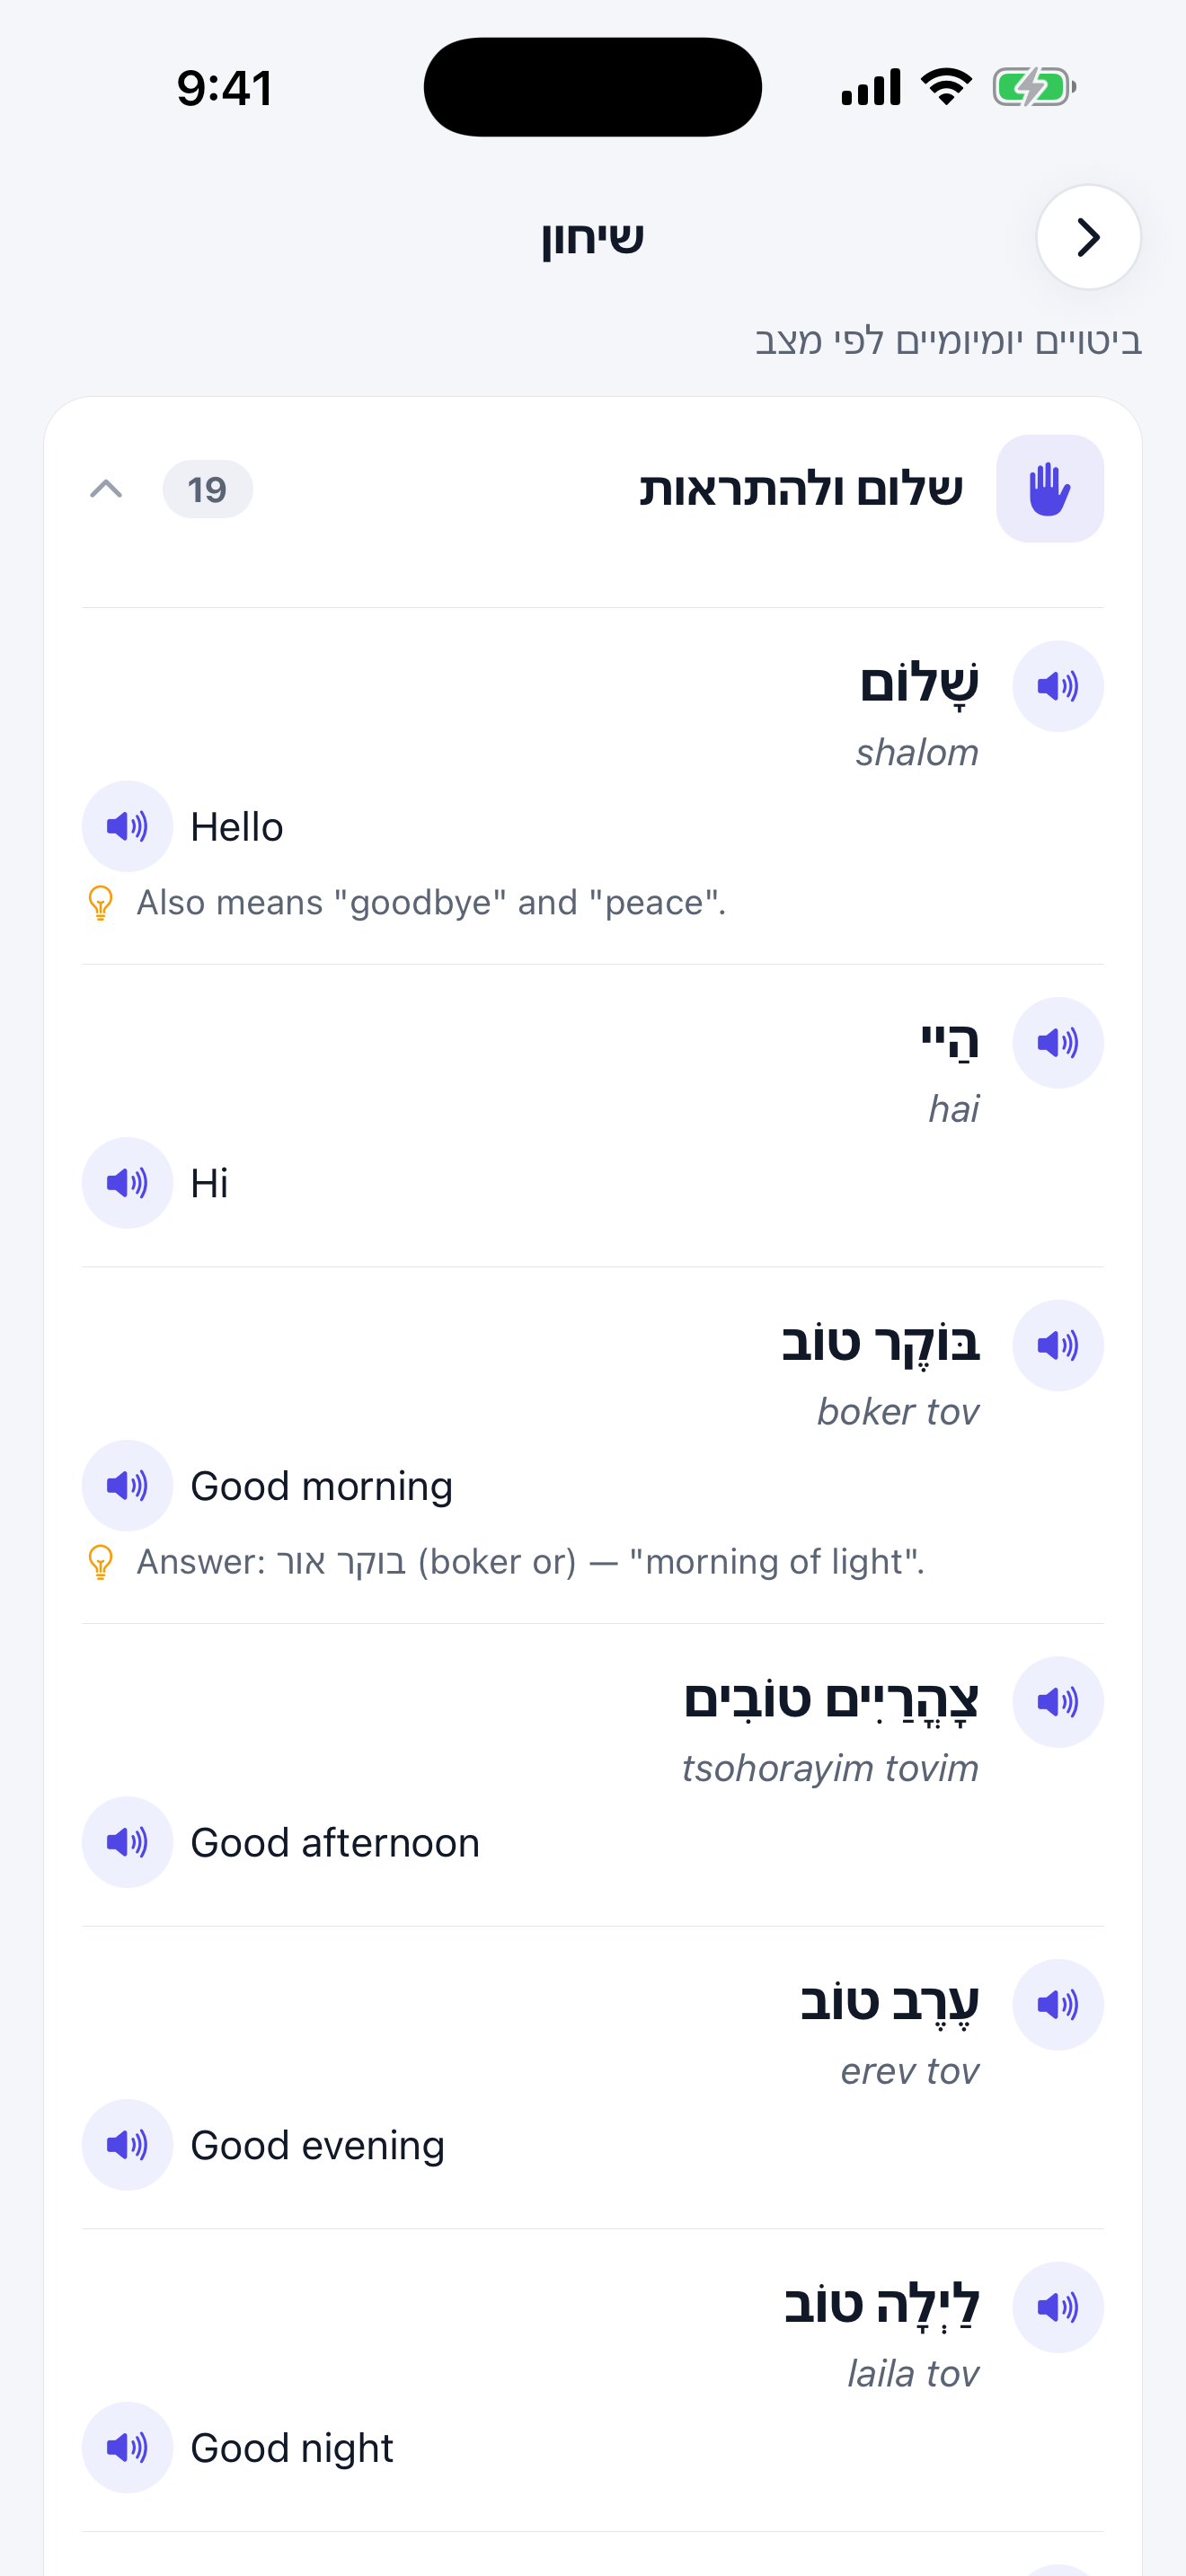 9:41
שיחון
ביטויים יומיומיים לפי מצב
שלום ולהתראות
19
שָׁלוֹם
shalom
Hello
Also means "goodbye" and "peace".
הַיי
hai
Hi
בּוֹקֶר טוֹב
boker tov
Good morning
Answer: בוקר אור (boker or) — "morning of light".
צָהֳרַיִים טוֹבִים
tsohorayim tovim
Good afternoon
עֶרֶב טוֹב
erev tov
Good evening
לַיְלָה טוֹב
laila tov
Good night